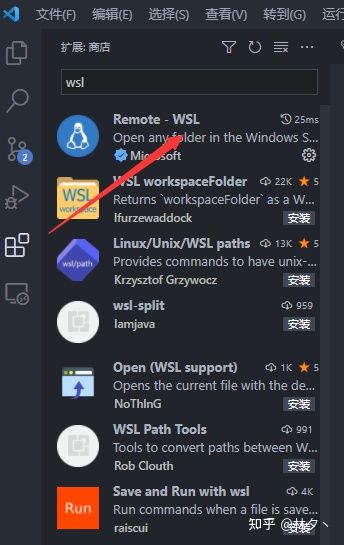 文件(F) 编辑(E) 选择(S) 查看(V) 转到(G)
扩展: 商店
wsl
Remote - WSL 25ms
Open any folder in the Windows S...
Microsoft
2
WSL workspaceFolder 22K 5
Returns `workspaceFolder` as a W...
lfurzewaddock 安装
WSL
workspace
Linux/Unix/WSL paths 13K 5
Provides commands to have unix-...
Krzysztof Grzywocz 安装
wsl/path
wsl-split 959
Iamjava 安装
Open (WSL support) 1K 5
Opens the current file with the de...
NoThInG 安装
WSL Path Tools 991
Tools to convert paths between W...
Rob Clouth 安装
Save and Run with wsl 4K
Run commands when a file is save...
raiscui
Run
知乎 @林夕丶